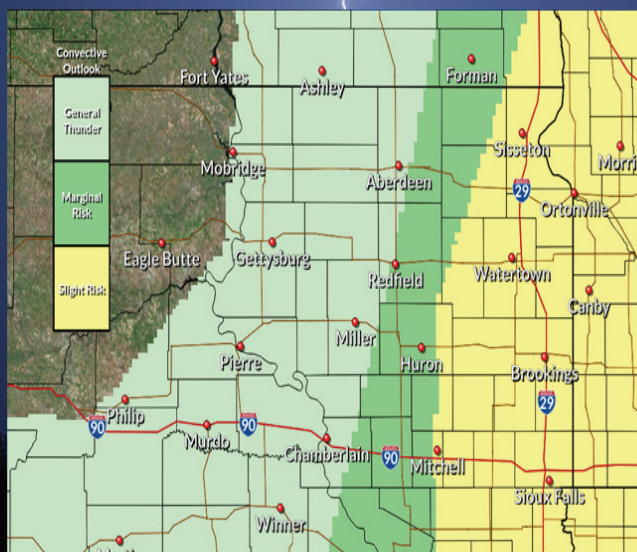 Convective
Outlook
General
Thunder
Marginal
Risk
Slight Risk
Fort Yates
Ashley
Forman
Mobridge
Aberdeen
Sisseton
Morri
29
Ortonville
Eagle Butte
Gettysburg
Redfield
Watertown
Canby
Miller
Pierre
Huron
Brookings
29
Philip
90
Murdo
90
Chamberlain
90
Mitchell
Sioux Falls
Winner